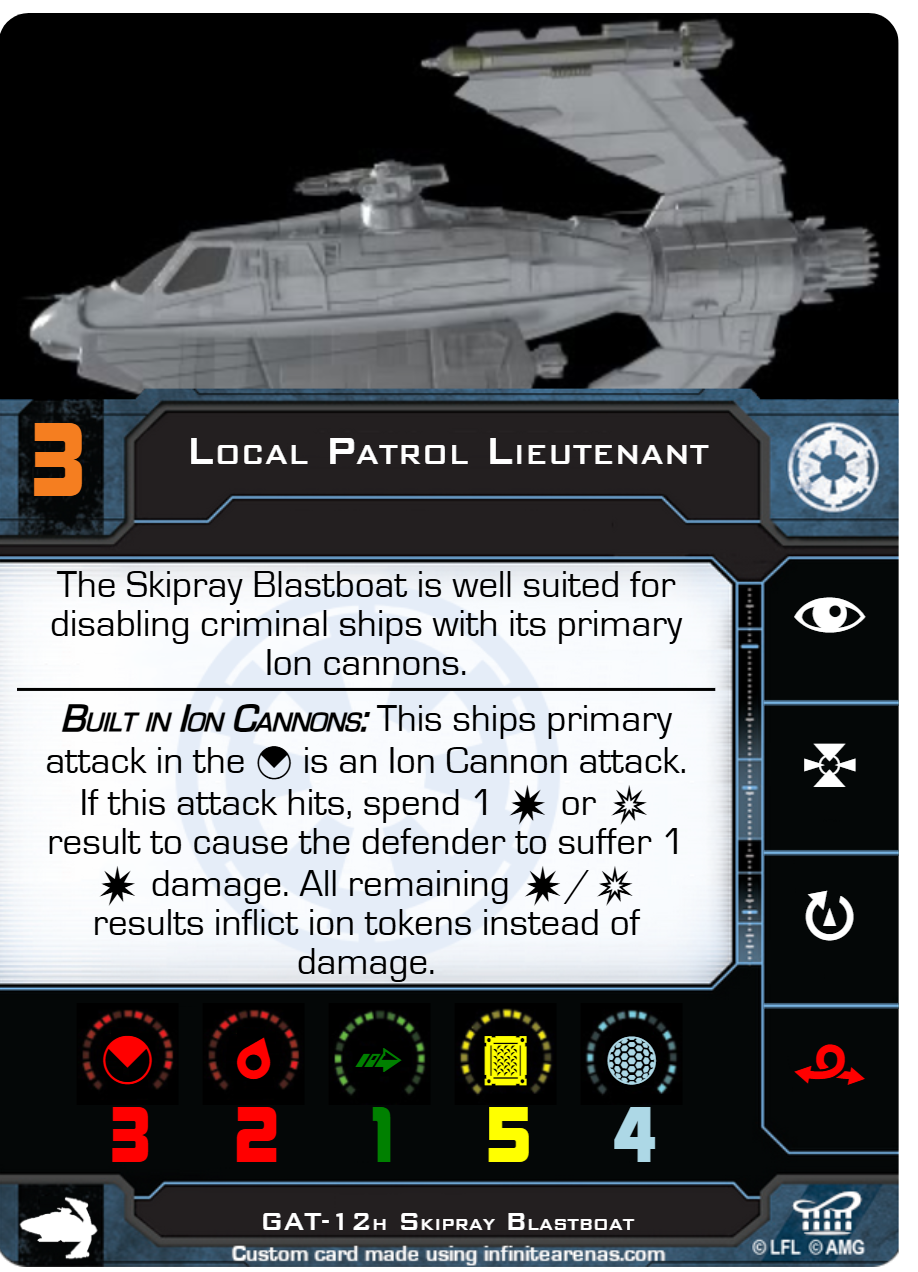 3
Local Patrol Lieutenant
The Skipray Blastboat is well suited for
disabling criminal ships with its primary
Ion cannons.
Built in Ion Cannons: This ships primary
attack in the is an Ion Cannon attack.
If this attack hits, spend 1 or
result to cause the defender to suffer 1
damage. All remaining /
results inflict ion tokens instead of
damage.
3 2 1 5 4
GAT-12h Skipray Blastboat
Custom card made using infinitearenas.com
© LFL © AMG